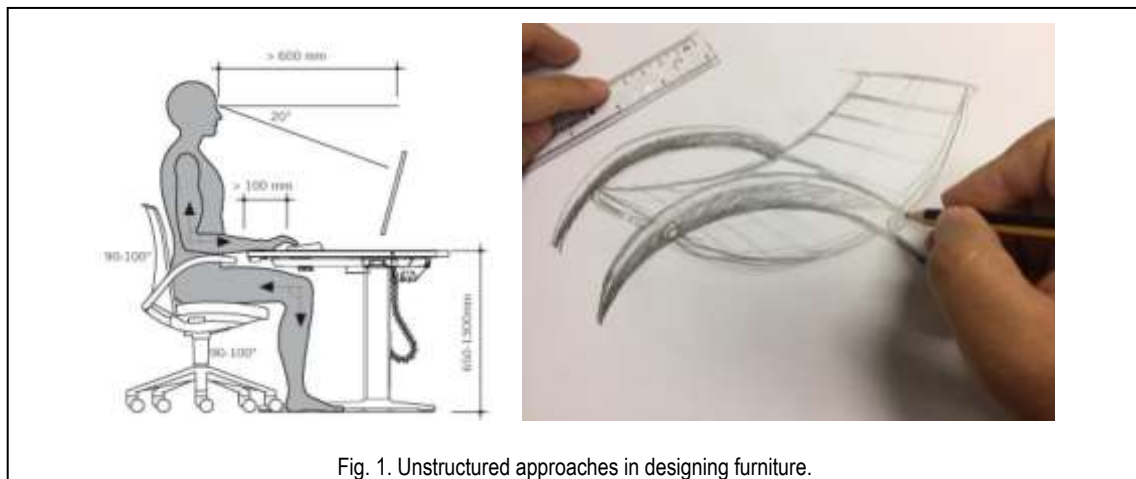 > 600 mm
20°
> 100 mm
90-100°
90-100°
650-1300mm
Fig. 1. Unstructured approaches in designing furniture.